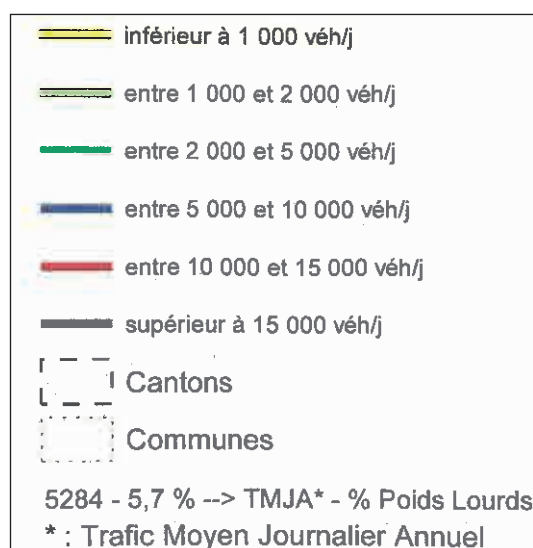 inférieur à 1 000 véh/j
entre 1 000 et 2 000 véh/j
entre 2 000 et 5 000 véh/j
entre 5 000 et 10 000 véh/j
entre 10 000 et 15 000 véh/j
supérieur à 15 000 véh/j
Cantons
Communes
5284 - 5,7 % --> TMJA* - % Poids Lourds
* : Trafic Moyen Journalier Annuel